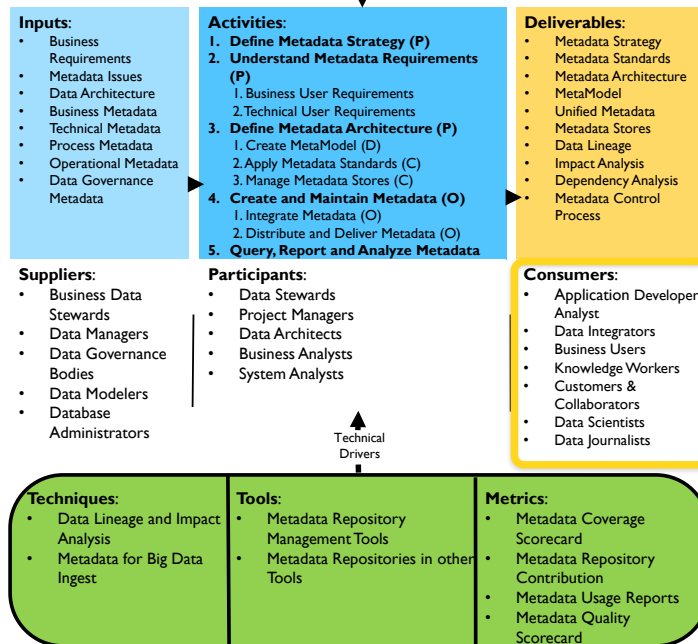 Inputs:
• Business
Requirements
• Metadata Issues
• Data Architecture
• Business Metadata
• Technical Metadata
• Process Metadata
• Operational Metadata
• Data Governance
Metadata
Activities:
1. Define Metadata Strategy (P)
2. Understand Metadata Requirements
(P)
1. Business User Requirements
2. Technical User Requirements
3. Define Metadata Architecture (P)
1. Create MetaModel (D)
2. Apply Metadata Standards (C)
3. Manage Metadata Stores (C)
4. Create and Maintain Metadata (O)
1. Integrate Metadata (O)
2. Distribute and Deliver Metadata (O)
5. Query, Report and Analyze Metadata
Deliverables:
• Metadata Strategy
• Metadata Standards
• Metadata Architecture
• MetaModel
• Unified Metadata
• Metadata Stores
• Data Lineage
• Impact Analysis
• Dependency Analysis
• Metadata Control
Process
Suppliers:
• Business Data
Stewards
• Data Managers
• Data Governance
Bodies
• Data Modelers
• Database
Administrators
Participants:
• Data Stewards
• Project Managers
• Data Architects
• Business Analysts
• System Analysts
Consumers:
• Application Developer
Analyst
• Data Integrators
• Business Users
• Knowledge Workers
• Customers &
Collaborators
• Data Scientists
• Data Journalists
Technical
Drivers
Techniques:
• Data Lineage and Impact
Analysis
• Metadata for Big Data
Ingest
Tools:
• Metadata Repository
Management Tools
• Metadata Repositories in other
Tools
Metrics:
• Metadata Coverage
Scorecard
• Metadata Repository
Contribution
• Metadata Usage Reports
• Metadata Quality
Scorecard